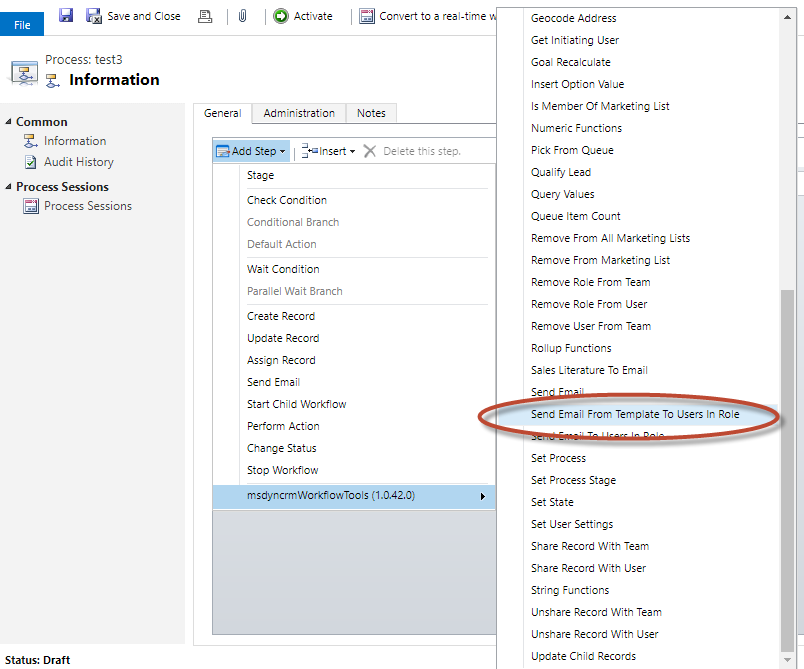 File
Save and Close
Activate
Convert to a real-time w
Process: test3
Information
Common
Information
Audit History
Process Sessions
Process Sessions
General
Administration
Notes
Add Step
Insert
Delete this step.
Stage
Check Condition
Conditional Branch
Default Action
Wait Condition
Parallel Wait Branch
Create Record
Update Record
Assign Record
Send Email
Start Child Workflow
Perform Action
Change Status
Stop Workflow
msdyncrmWorkflowTools (1.0.42.0)
Geocode Address
Get Initiating User
Goal Recalculate
Insert Option Value
Is Member Of Marketing List
Numeric Functions
Pick From Queue
Qualify Lead
Query Values
Queue Item Count
Remove From All Marketing Lists
Remove From Marketing List
Remove Role From Team
Remove Role From User
Remove User From Team
Rollup Functions
Sales Literature To Email
Send Email
Send Email From Template To Users In Role
Send Email To Users In Role
Set Process
Set Process Stage
Set State
Set User Settings
Share Record With Team
Share Record With User
String Functions
Unshare Record With Team
Unshare Record With User
Update Child Records
Status: Draft